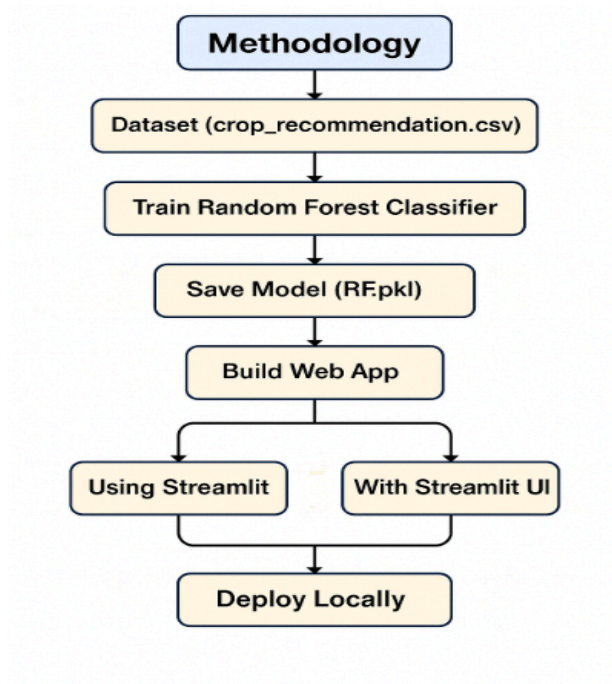 Methodology
Dataset (crop_recommendation.csv)
Train Random Forest Classifier
Save Model (RF.pkl)
Build Web App
Using Streamlit
With Streamlit UI
Deploy Locally